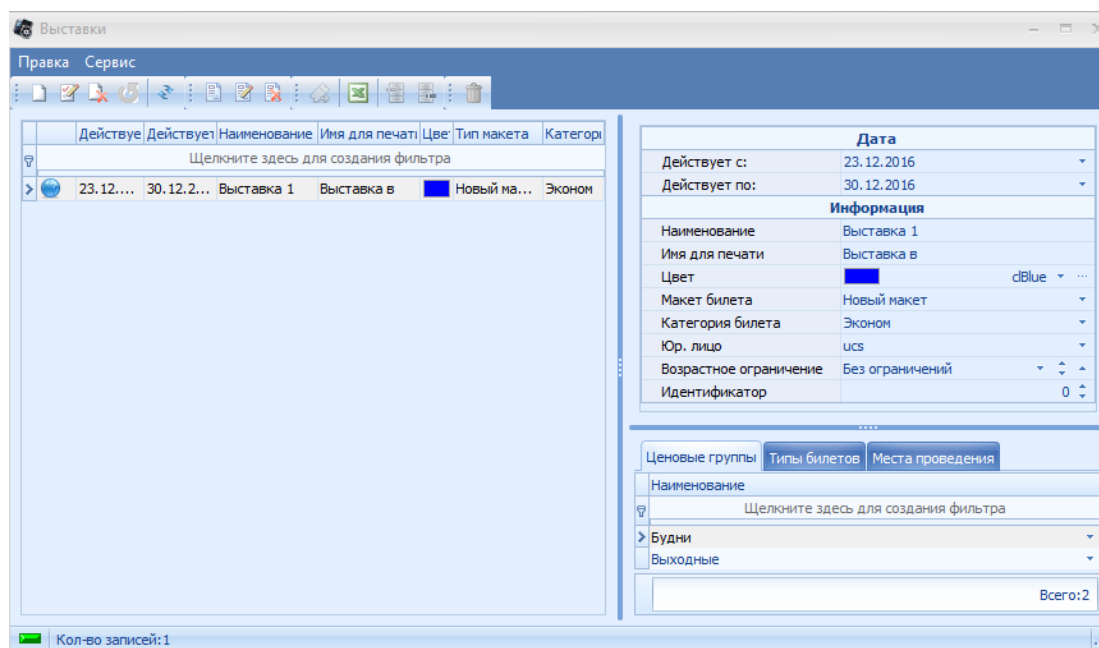 Выставки
Правка Сервис
Действуе Действует Наименование Имя для печати Цвет Тип макета Категори
Щелкните здесь для создания фильтра
23.12.... 30.12.2... Выставка 1 Выставка в Новый ма... Эконом
Дата
Действует с: 23.12.2016
Действует по: 30.12.2016
Информация
Наименование Выставка 1
Имя для печати Выставка в
Цвет clBlue ...
Макет билета Новый макет
Категория билета Эконом
Юр. лицо ucs
Возрастное ограничение Без ограничений
Идентификатор 0
Ценовые группы Типы билетов Места проведения
Наименование
Щелкните здесь для создания фильтра
Будни
Выходные
Всего:2
Кол-во записей:1